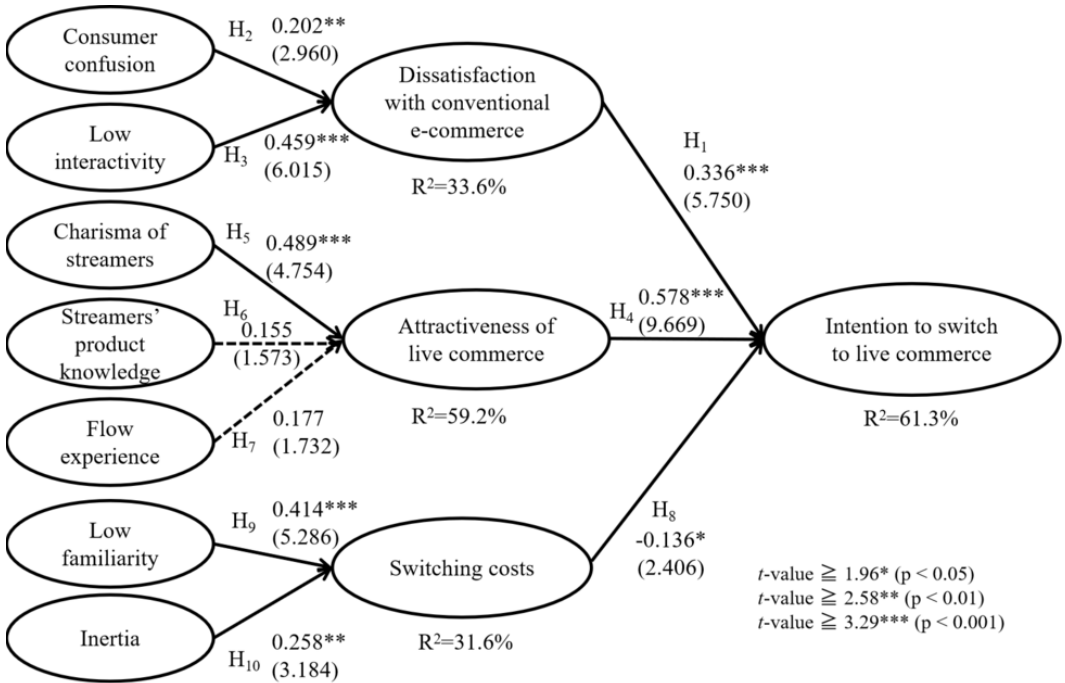 Consumer
confusion
H2
0.202**
(2.960)
Low
interactivity
H3
0.459***
(6.015)
Dissatisfaction
with conventional
e-commerce
R²=33.6%
H1
0.336***
(5.750)
Charisma of
streamers
H5
0.489***
(4.754)
Streamers’
product
knowledge
H6
0.155
(1.573)
Flow
experience
H7
0.177
(1.732)
Attractiveness of
live commerce
R²=59.2%
H4
0.578***
(9.669)
Intention to switch
to live commerce
R²=61.3%
Low
familiarity
H9
0.414***
(5.286)
Inertia
H10
0.258**
(3.184)
Switching costs
R²=31.6%
H8
-0.136*
(2.406)
t-value ≧ 1.96* (p < 0.05)
t-value ≧ 2.58** (p < 0.01)
t-value ≧ 3.29*** (p < 0.001)